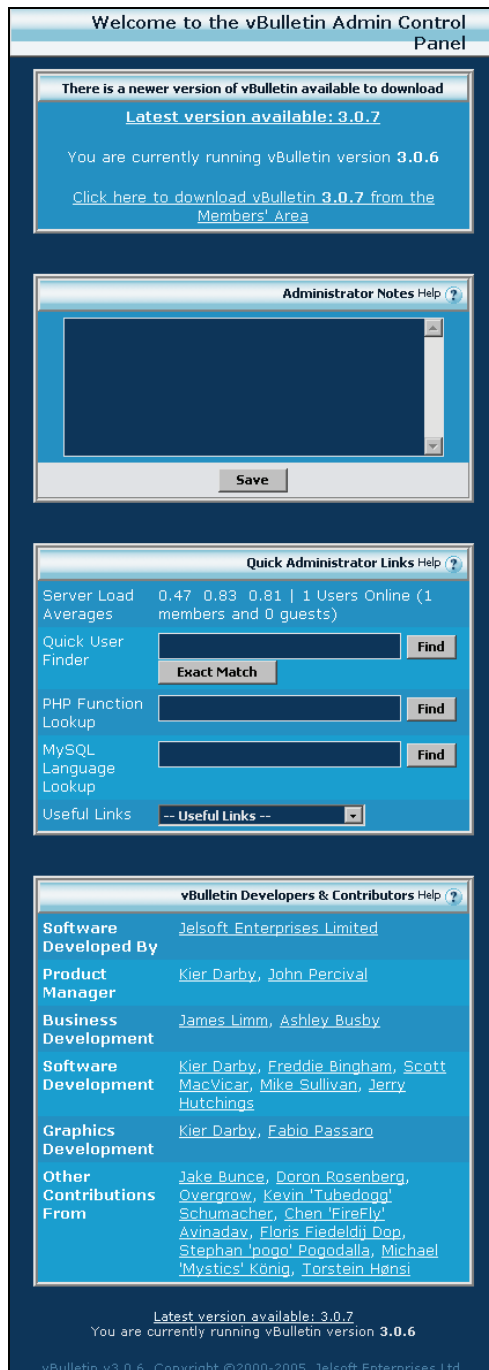 Welcome to the vBulletin Admin Control
Panel
There is a newer version of vBulletin available to download
Latest version available: 3.0.7
You are currently running vBulletin version 3.0.6
Click here to download vBulletin 3.0.7 from the
Members' Area
Administrator Notes Help ?
Save
Quick Administrator Links Help ?
Server Load
Averages
0.47 0.83 0.81 | 1 Users Online (1
members and 0 guests)
Quick User
Finder
Find
Exact Match
PHP Function
Lookup
Find
MySQL
Language
Lookup
Find
Useful Links
-- Useful Links --
vBulletin Developers & Contributors Help ?
Software
Developed By
Jelsoft Enterprises Limited
Product
Manager
Kier Darby, John Percival
Business
Development
James Limm, Ashley Busby
Software
Development
Kier Darby, Freddie Bingham, Scott
MacVicar, Mike Sullivan, Jerry
Hutchings
Graphics
Development
Kier Darby, Fabio Passaro
Other
Contributions
From
Jake Bunce, Doron Rosenberg,
Overgrow, Kevin 'Tubedogg'
Schumacher, Chen 'FireFly'
Avinadav, Floris Fiedeldij Dop,
Stephan 'pogo' Pogodalla, Michael
'Mystics' König, Torstein Hønsi
Latest version available: 3.0.7
You are currently running vBulletin version 3.0.6
vBulletin v3.0.6, Copyright ©2000-2005, Jelsoft Enterprises Ltd.